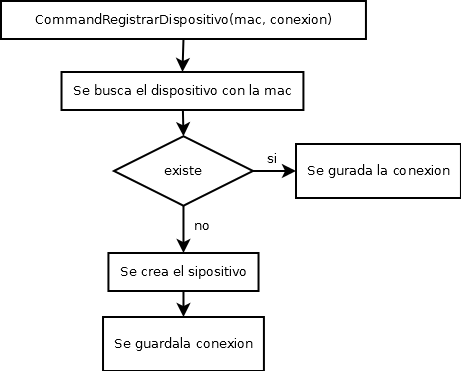 CommandRegistrarDispositivo(mac, conexion)
Se busca el dispositivo con la mac
existe
si
Se gurada la conexion
no
Se crea el sipositivo
Se guardala conexion